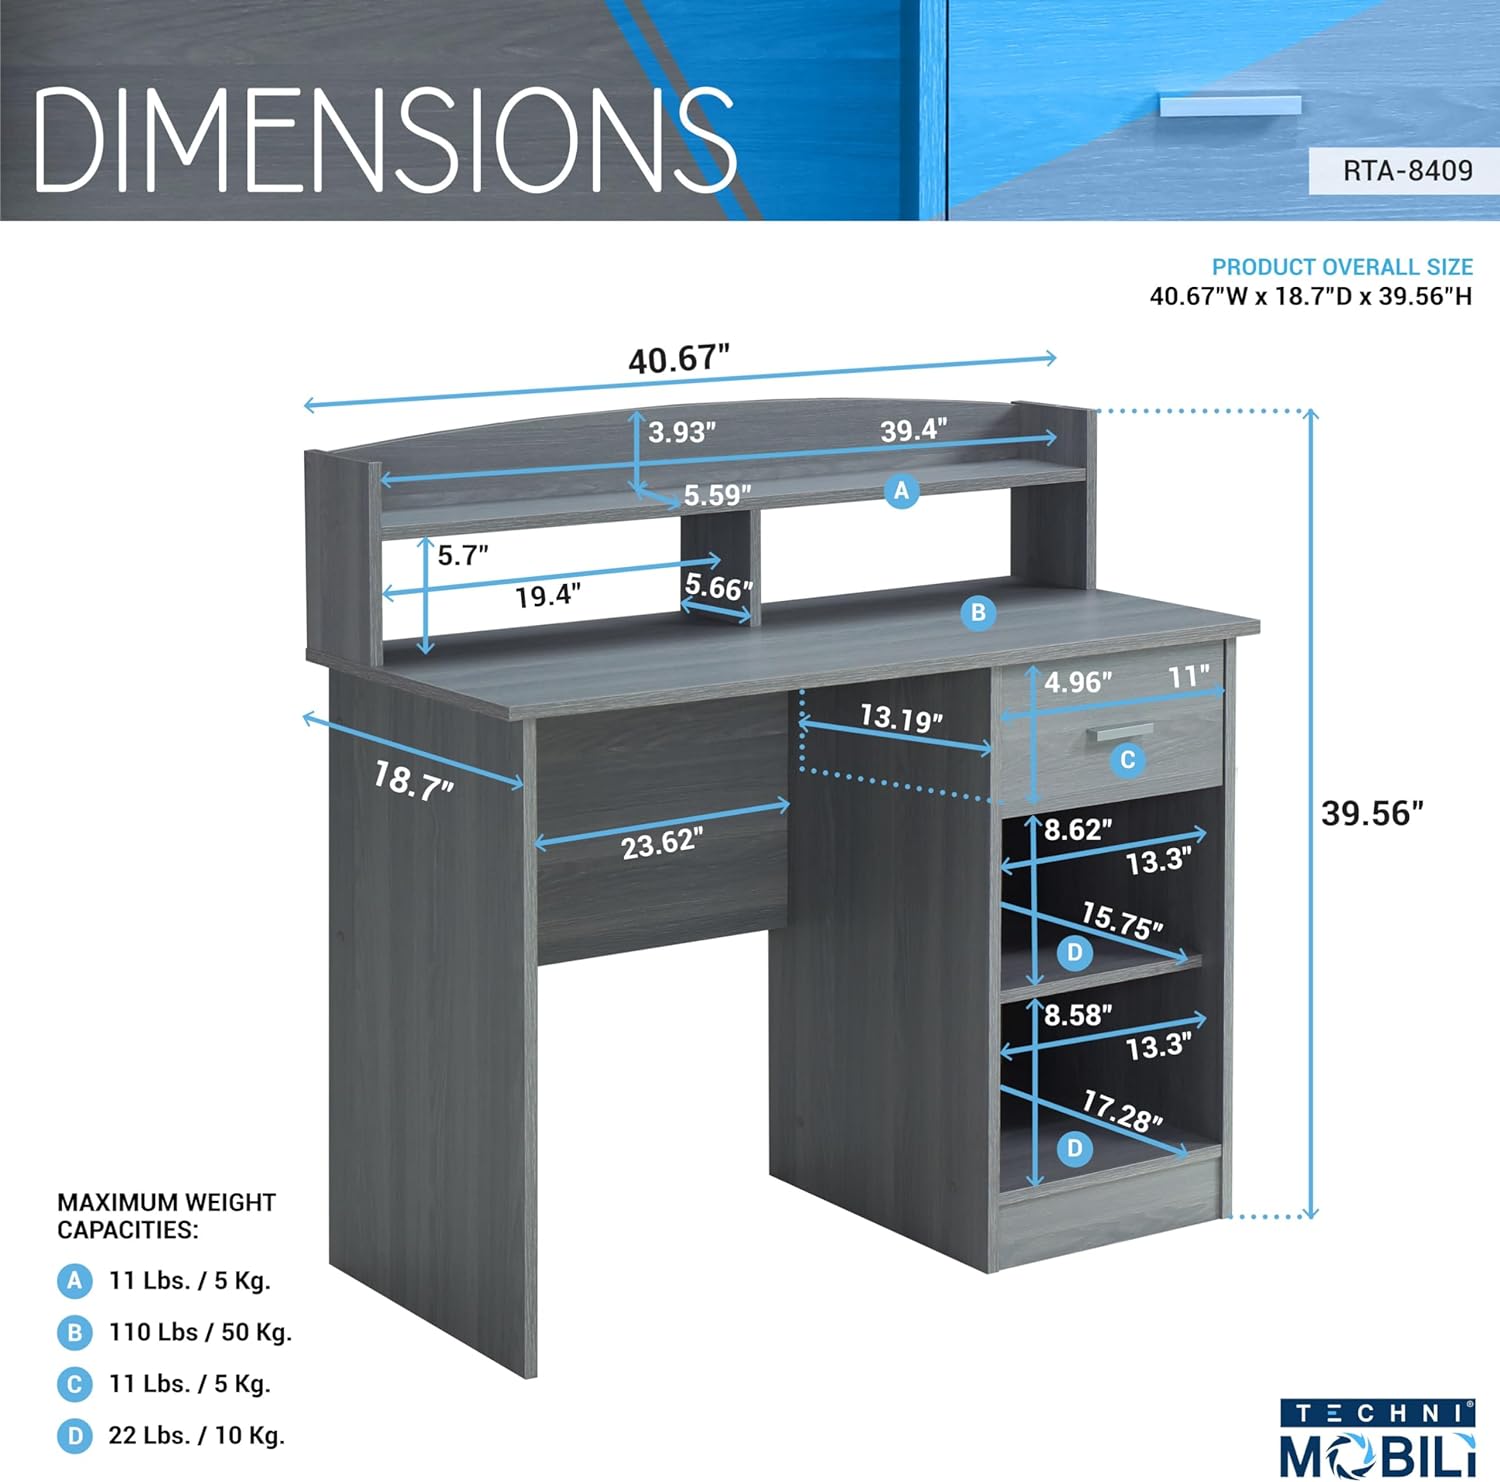 DIMENSIONS
RTA-8409
PRODUCT OVERALL SIZE
40.67"W x 18.7"D x 39.56"H
40.67"
3.93"
39.4"
A
5.59"
5.7"
19.4"
5.66"
B
4.96"
11"
13.19"
C
18.7"
23.62"
39.56"
8.62"
13.3"
15.75"
D
8.58"
13.3"
17.28"
D
MAXIMUM WEIGHT
CAPACITIES:
A 11 Lbs. / 5 Kg.
B 110 Lbs / 50 Kg.
C 11 Lbs. / 5 Kg.
D 22 Lbs. / 10 Kg.
TECHNI®
MOBILI